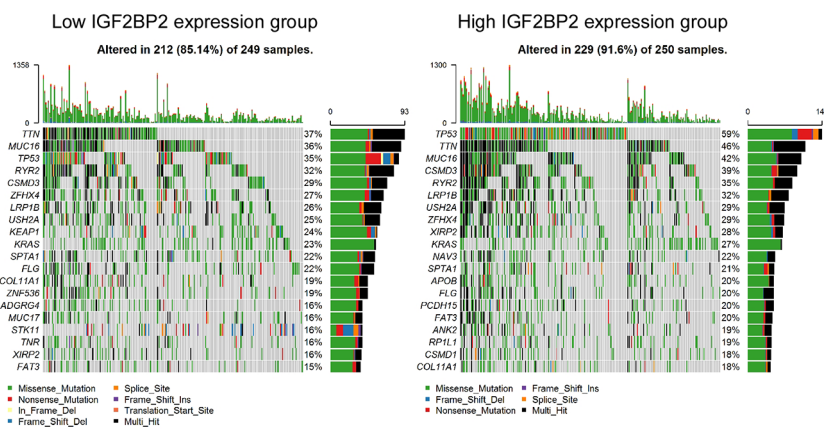 Low IGF2BP2 expression group
Altered in 212 (85.14%) of 249 samples.
1358
0
0 93
TTN 37%
MUC16 36%
TP53 35%
RYR2 32%
CSMD3 29%
ZFHX4 27%
LRP1B 26%
USH2A 25%
KEAP1 24%
KRAS 23%
SPTA1 22%
FLG 22%
COL11A1 19%
ZNF536 19%
ADGRG4 16%
MUC17 16%
STK11 16%
TNR 16%
XIRP2 16%
FAT3 15%
Missense_Mutation
Nonsense_Mutation
In_Frame_Del
Frame_Shift_Del
Splice_Site
Frame_Shift_Ins
Translation_Start_Site
Multi_Hit
High IGF2BP2 expression group
Altered in 229 (91.6%) of 250 samples.
1300
0
0 14
TP53 59%
TTN 46%
MUC16 42%
CSMD3 39%
RYR2 35%
LRP1B 32%
USH2A 29%
ZFHX4 29%
XIRP2 28%
KRAS 27%
NAV3 22%
SPTA1 21%
APOB 20%
FLG 20%
PCDH15 20%
FAT3 20%
ANK2 19%
RP1L1 19%
CSMD1 18%
COL11A1 18%
Missense_Mutation
Frame_Shift_Del
Nonsense_Mutation
Frame_Shift_Ins
Splice_Site
Multi_Hit